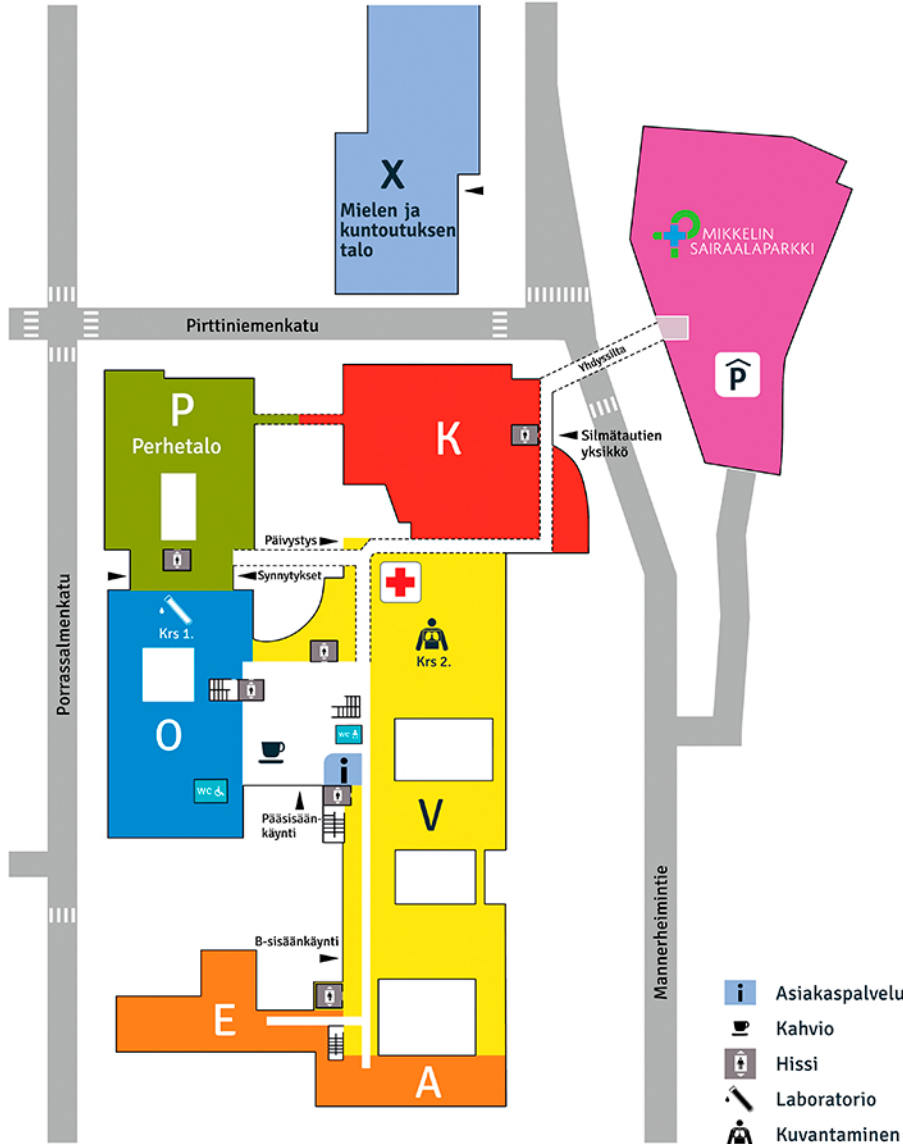 X
Mielen ja
kuntoutuksen
talo
MIKKELIN
SAIRAALAPARKKI
Pirttiniemenkatu
Yhdyssilta
P
P
Perhetalo
K
Silmätautien
yksikkö
Päivystys
Synnytykset
Krs 1.
Krs 2.
Porrassalmenkatu
O
WC
i
WC
V
Pääsisään-
käynti
B-sisäänkäynti
Mannerheimintie
E
A
i Asiakaspalvelu
Kahvio
Hissi
Laboratorio
Kuvantaminen